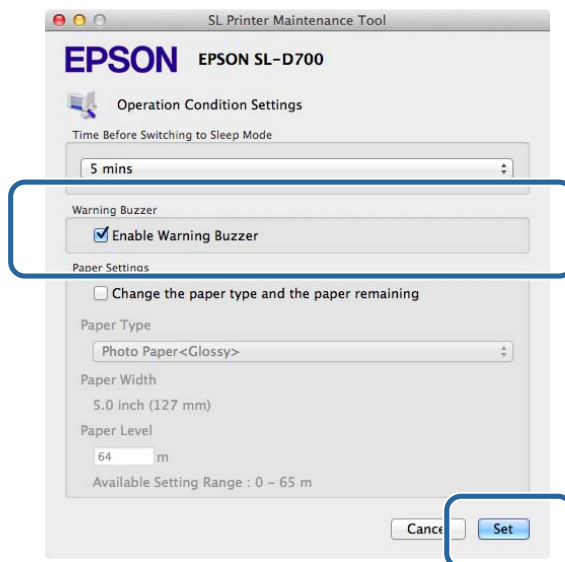 SL Printer Maintenance Tool
EPSON EPSON SL-D700
Operation Condition Settings
Time Before Switching to Sleep Mode
5 mins
Warning Buzzer
Enable Warning Buzzer
Paper Settings
Change the paper type and the paper remaining
Paper Type
Photo Paper<Glossy>
Paper Width
5.0 inch (127 mm)
Paper Level
64 m
Available Setting Range : 0 – 65 m
Cancel Set